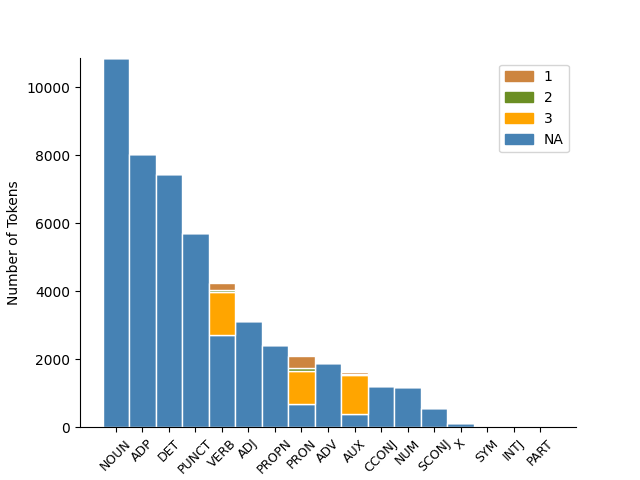 1
2
3
NA
Number of Tokens
10000
8000
6000
4000
2000
0
NOUN
ADP
DET
PUNCT
VERB
ADJ
PROPN
PRON
ADV
AUX
CCONJ
NUM
SCONJ
X
SYM
INTJ
PART